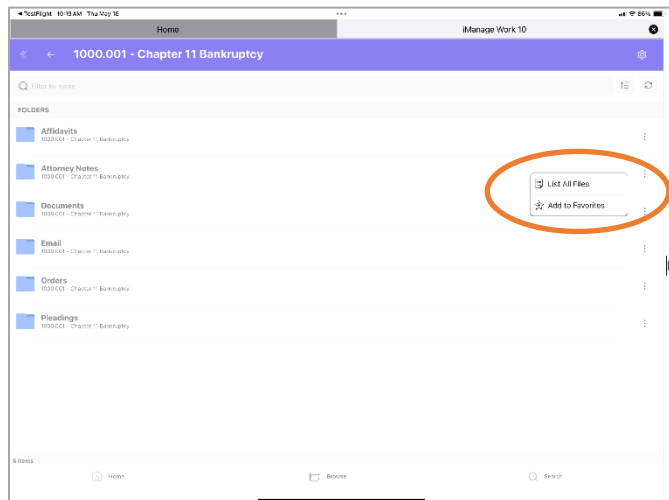 TestFlight 10:19 AM Thu May 16
86%
Home
iManage Work 10
1000.001 - Chapter 11 Bankruptcy
Filter by name
FOLDERS
Affidavits
1000.001 - Chapter 11 Bankruptcy
Attorney Notes
1000.001 - Chapter 11 Bankruptcy
List All Files
Add to Favorites
Documents
1000.001 - Chapter 11 Bankruptcy
Email
1000.001 - Chapter 11 Bankruptcy
Orders
1000.001 - Chapter 11 Bankruptcy
Pleadings
1000.001 - Chapter 11 Bankruptcy
6 items
Home
Browse
Search